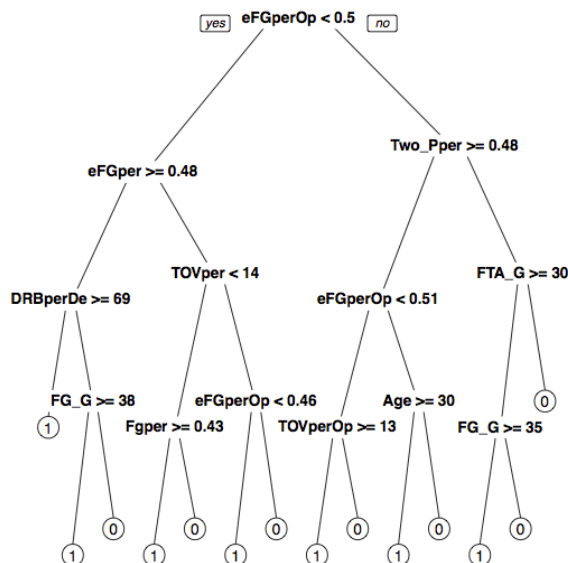 yes eFGperOp < 0.5 no
Two_Pper >= 0.48
eFGper >= 0.48
TOVper < 14 FTA_G >= 30
DRBperDe >= 69 eFGperOp < 0.51
FG_G >= 38 eFGperOp < 0.46 Age >= 30 0
1 Fgper >= 0.43 TOVperOp >= 13 FG_G >= 35
0 0 0 0 0 0
1 1 1 1 1 1